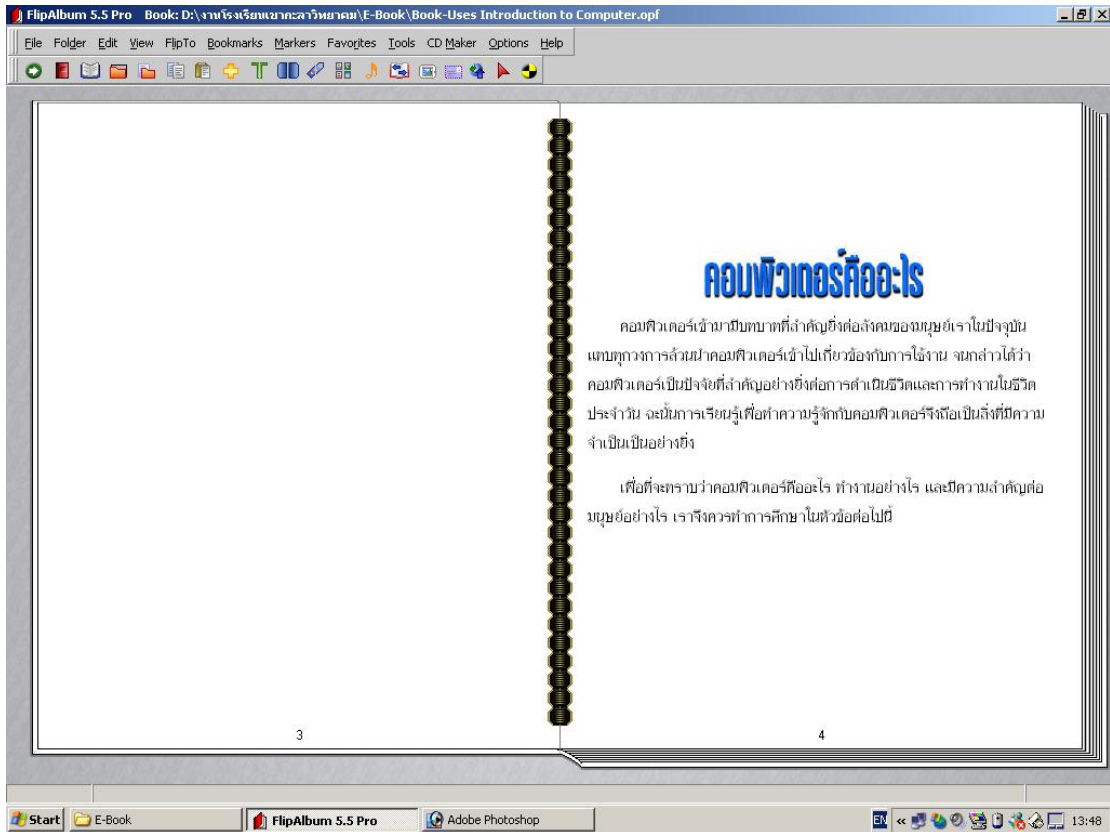 FlipAlbum 5.5 Pro Book: D:\งานโรงเรียนเขาทะลาวิทยาคม\E-Book\Book-Uses Introduction to Computer.opf
File Folder Edit View FlipTo Bookmarks Markers Favorites Tools CD Maker Options Help
คอมพิวเตอร์คืออะไร
คอมพิวเตอร์เข้ามามีบทบาทที่สำคัญยิ่งต่อสังคมของมนุษย์เราในปัจจุบัน
แทบทุกวงการล้วนนำคอมพิวเตอร์เข้าไปเกี่ยวข้องกับการใช้งาน จนกล่าวได้ว่า
คอมพิวเตอร์เป็นปัจจัยที่สำคัญอย่างยิ่งต่อการดำเนินชีวิตและการทำงานในชีวิต
ประจำวัน ฉะนั้นการเรียนรู้เพื่อทำความรู้จักกับคอมพิวเตอร์จึงถือเป็นสิ่งที่มีความ
จำเป็นเป็นอย่างยิ่ง
เพื่อที่จะทราบว่าคอมพิวเตอร์คืออะไร ทำงานอย่างไร และมีความสำคัญต่อ
มนุษย์อย่างไร เราจึงควรทำการศึกษาในหัวข้อต่อไปนี้
3
4
Start E-Book FlipAlbum 5.5 Pro Adobe Photoshop EN « 13:48